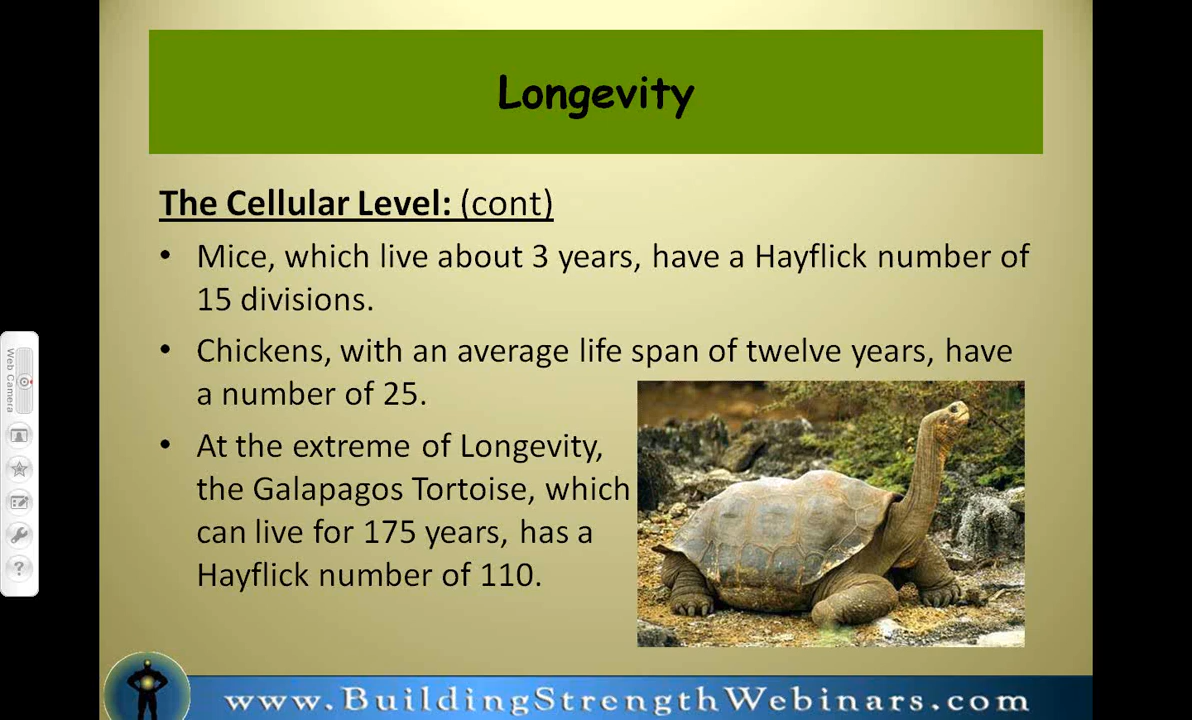 Longevity
The Cellular Level: (cont)
• Mice, which live about 3 years, have a Hayflick number of
15 divisions.
• Chickens, with an average life span of twelve years, have
a number of 25.
• At the extreme of Longevity,
the Galapagos Tortoise, which
can live for 175 years, has a
Hayflick number of 110.
Web Camera
?
www.BuildingStrengthWebinars.com